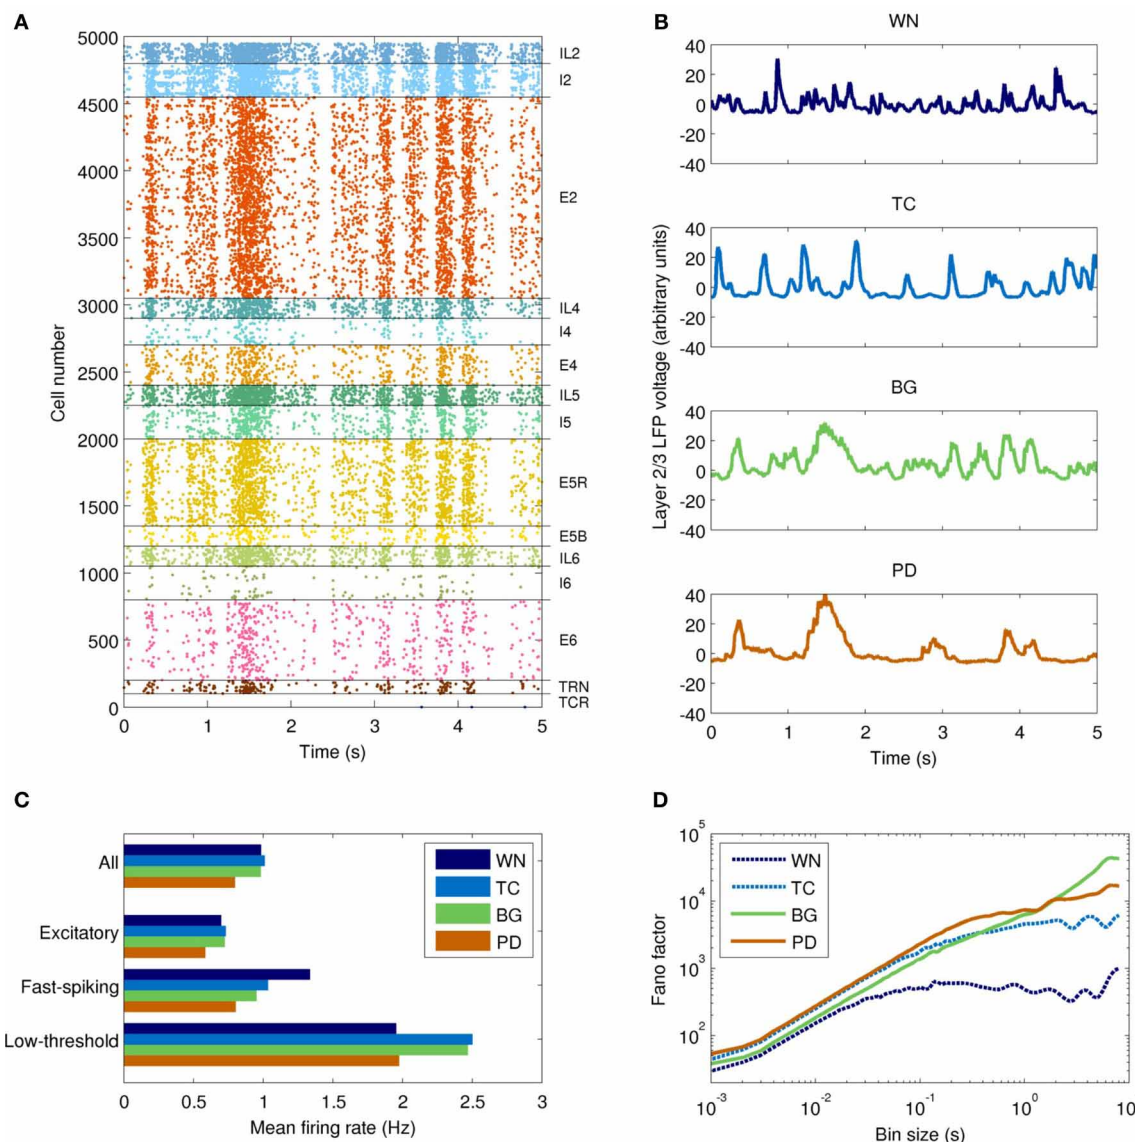 A
5000
4500
4000
3500
3000
2500
2000
1500
1000
500
0
Cell number
IL2
I2
E2
IL4
I4
E4
IL5
I5
E5R
E5B
IL6
I6
E6
TRN
TCR
0 1 2 3 4 5
Time (s)
B
Layer 2/3 LFP voltage (arbitrary units)
WN
40
20
0
-20
-40
TC
40
20
0
-20
-40
BG
40
20
0
-20
-40
PD
40
20
0
-20
-40
0 1 2 3 4 5
Time (s)
C
All
Excitatory
Fast-spiking
Low-threshold
WN
TC
BG
PD
0 0.5 1 1.5 2 2.5 3
Mean firing rate (Hz)
D
Fano factor
10^5
10^4
10^3
10^2
WN
TC
BG
PD
10^-3 10^-2 10^-1 10^0 10
Bin size (s)